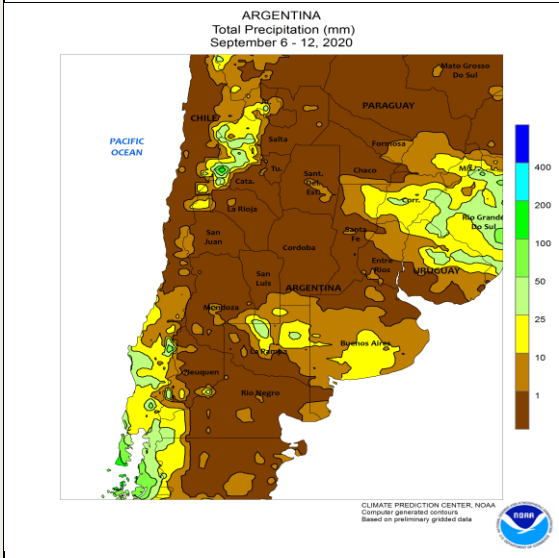 ARGENTINA
Total Precipitation (mm)
September 6 - 12, 2020
Mato Grosso
Do Sul
CHILE
PARAGUAY
PACIFIC
OCEAN
Salta
Formosa
Tu.
Sant.
Del
Est.
Chaco
Mis.
Cata.
Corr.
La Rioja
Rio Grande
Do Sul
San
Juan
Santa
Fe
Cordoba
Entre
Rios
URUGUAY
San
Luis
ARGENTINA
Mendoza
Buenos Aires
La Pampa
Neuquen
Rio Negro
400
200
100
50
25
10
1
CLIMATE PREDICTION CENTER, NOAA
Computer generated contours
Based on preliminary gridded data
NOAA